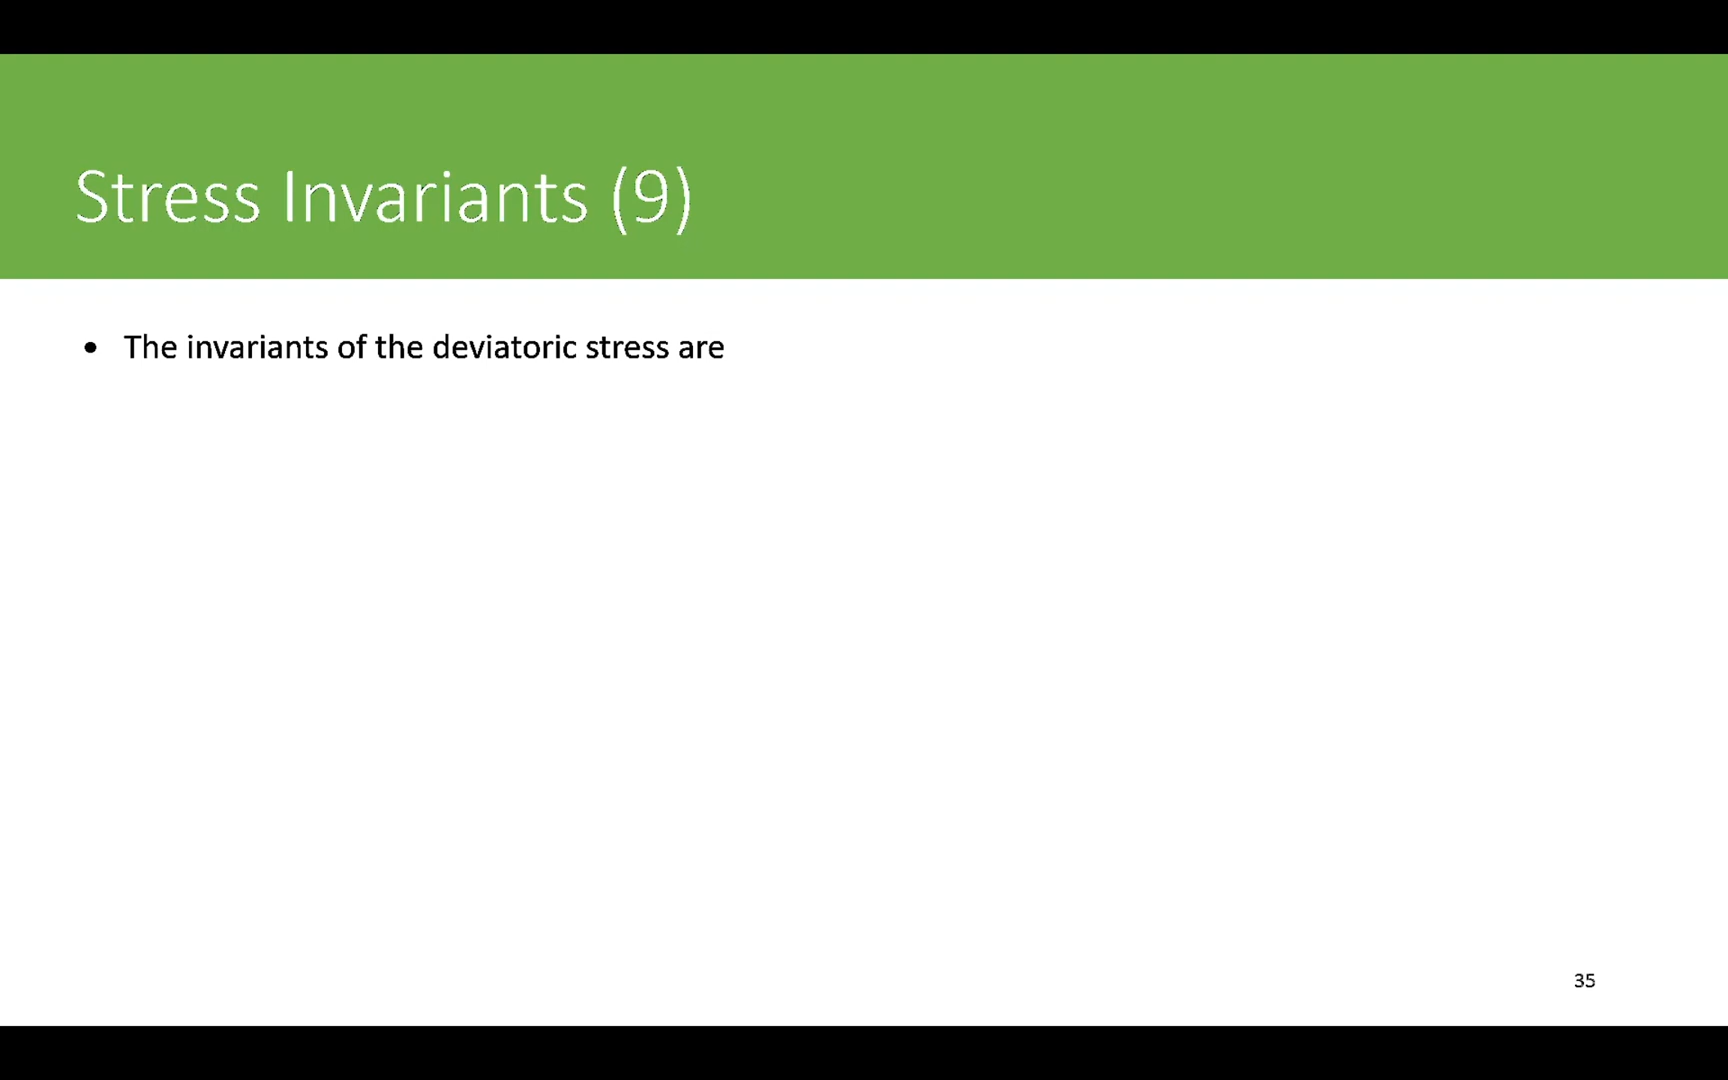 Stress Invariants (9)
• The invariants of the deviatoric stress are
35